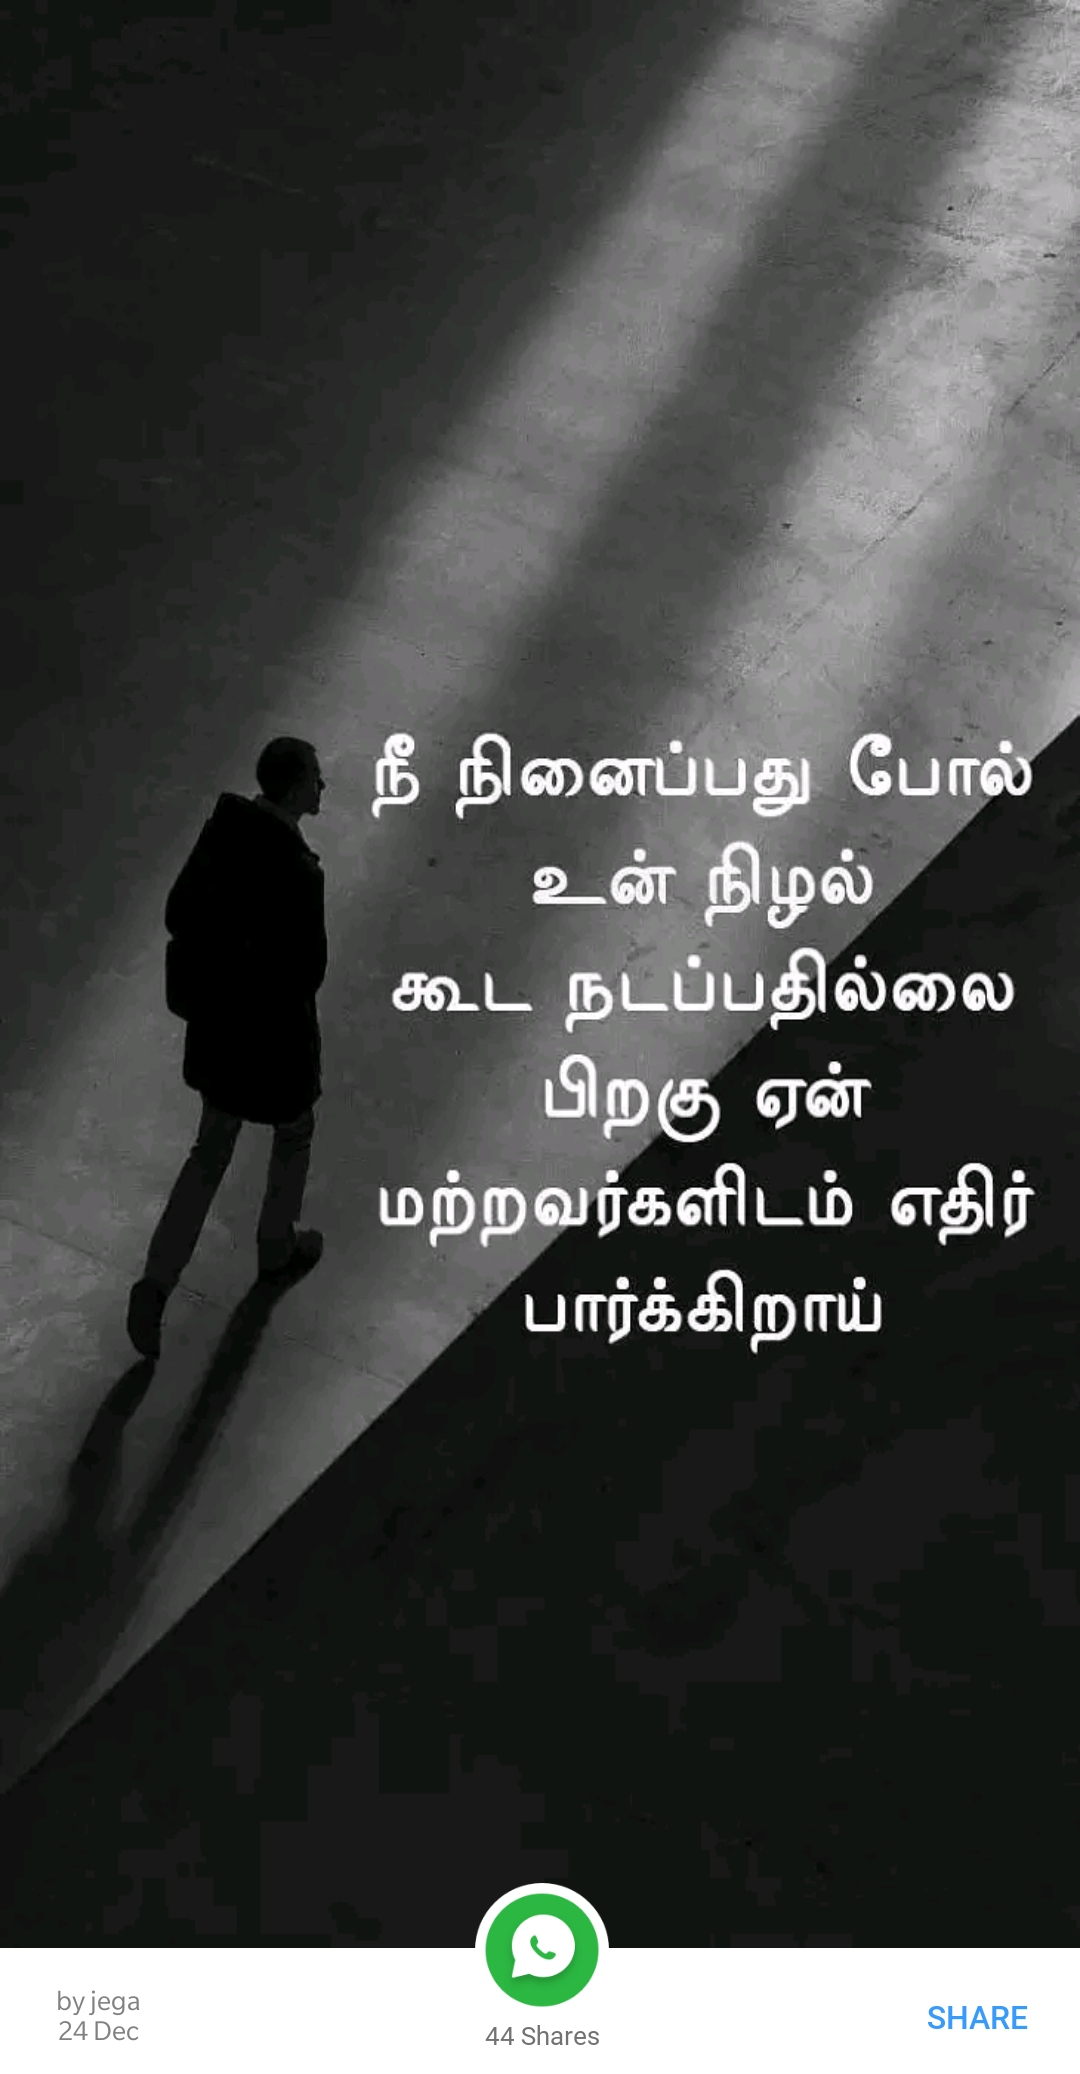 நீ நினைப்பது போல்
உன் நிழல்
கூட நடப்பதில்லை
பிறகு ஏன்
மற்றவர்களிடம் எதிர்
பார்க்கிறாய்
by jega
24 Dec
44 Shares
SHARE